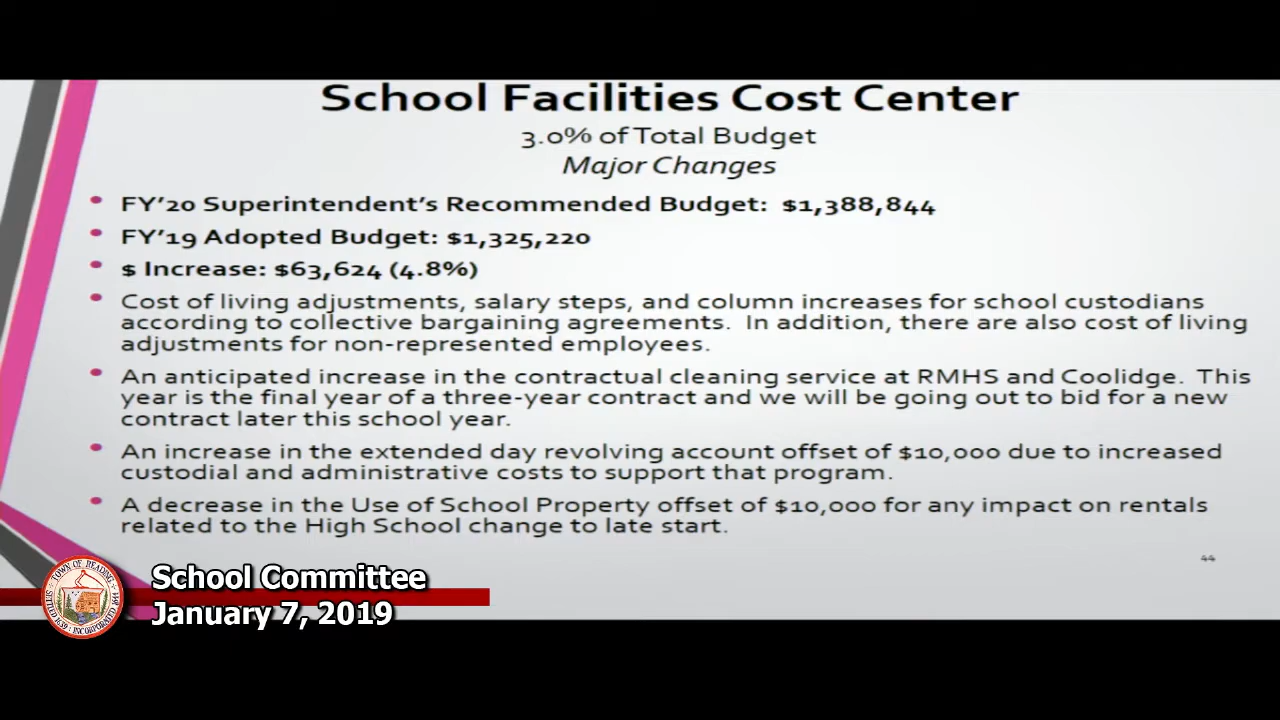 School Facilities Cost Center
3.0% of Total Budget
Major Changes
• FY'20 Superintendent's Recommended Budget:  $1,388,844
• FY'19 Adopted Budget: $1,325,220
• $ Increase: $63,624 (4.8%)
• Cost of living adjustments, salary steps, and column increases for school custodians
according to collective bargaining agreements.  In addition, there are also cost of living
adjustments for non-represented employees.
• An anticipated increase in the contractual cleaning service at RMHS and Coolidge.  This
year is the final year of a three-year contract and we will be going out to bid for a new
contract later this school year.
• An increase in the extended day revolving account offset of $10,000 due to increased
custodial and administrative costs to support that program.
• A decrease in the Use of School Property offset of $10,000 for any impact on rentals
related to the High School change to late start.
44
TOWN OF READING
SETTLED 1639 · INCORPORATED 1644
School Committee
January 7, 2019